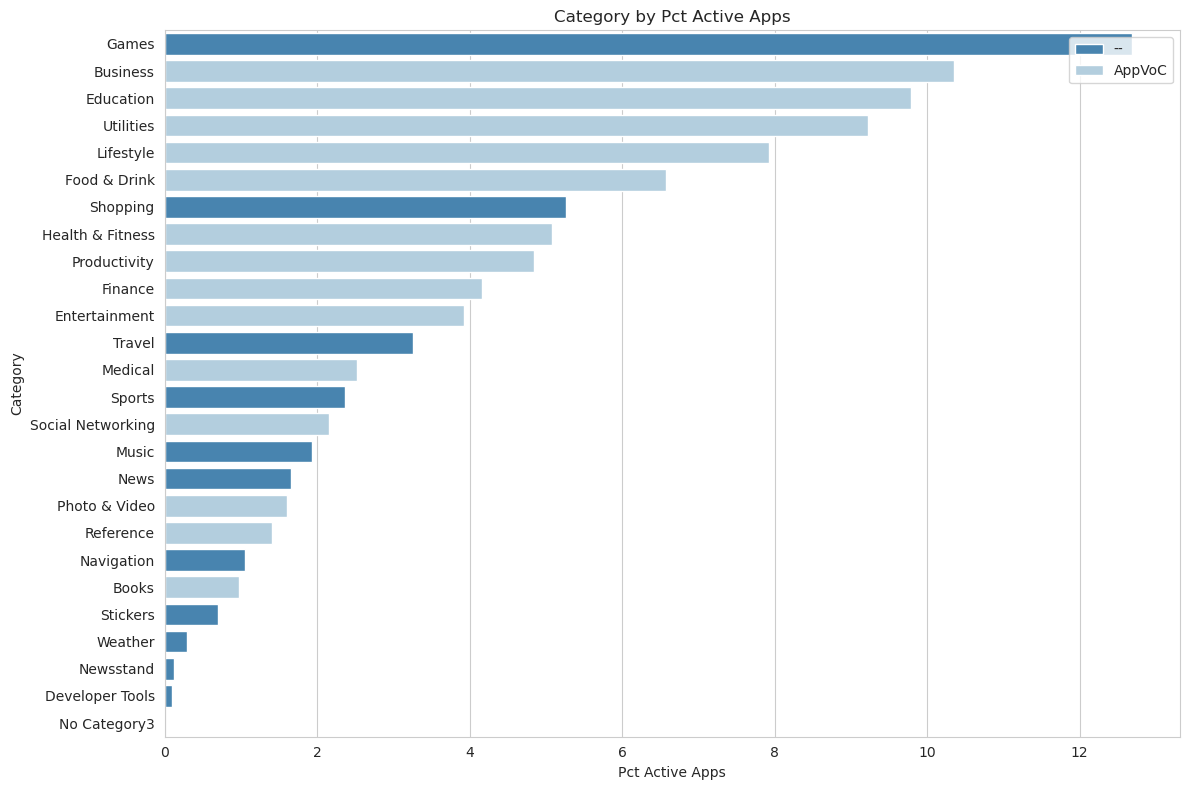 Category by Pct Active Apps
Games
Business
Education
Utilities
Lifestyle
Food & Drink
Shopping
Health & Fitness
Productivity
Finance
Entertainment
Travel
Medical
Sports
Social Networking
Music
News
Photo & Video
Reference
Navigation
Books
Stickers
Weather
Newsstand
Developer Tools
No Category3
Category
0 2 4 6 8 10 12
Pct Active Apps
--
AppVoC